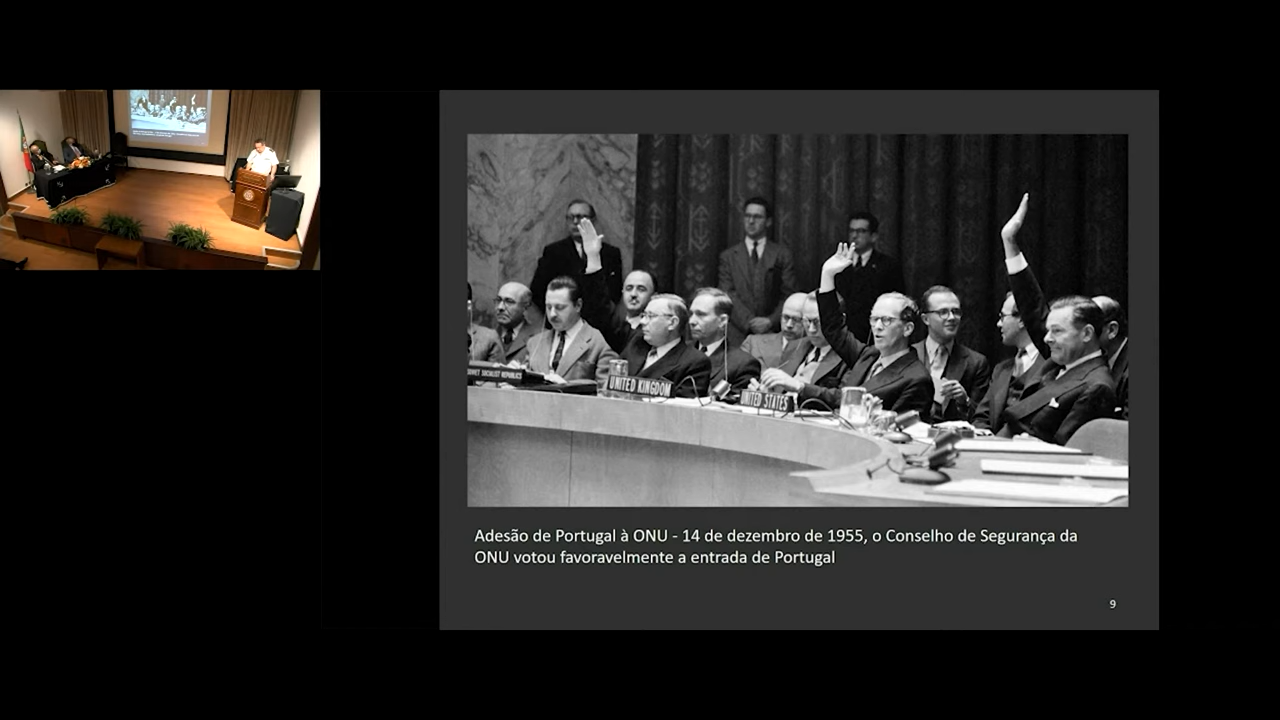 SOVIET SOCIALIST REPUBLICS
UNITED KINGDOM
UNITED STATES
Adesão de Portugal à ONU - 14 de dezembro de 1955, o Conselho de Segurança da
ONU votou favoravelmente a entrada de Portugal
9